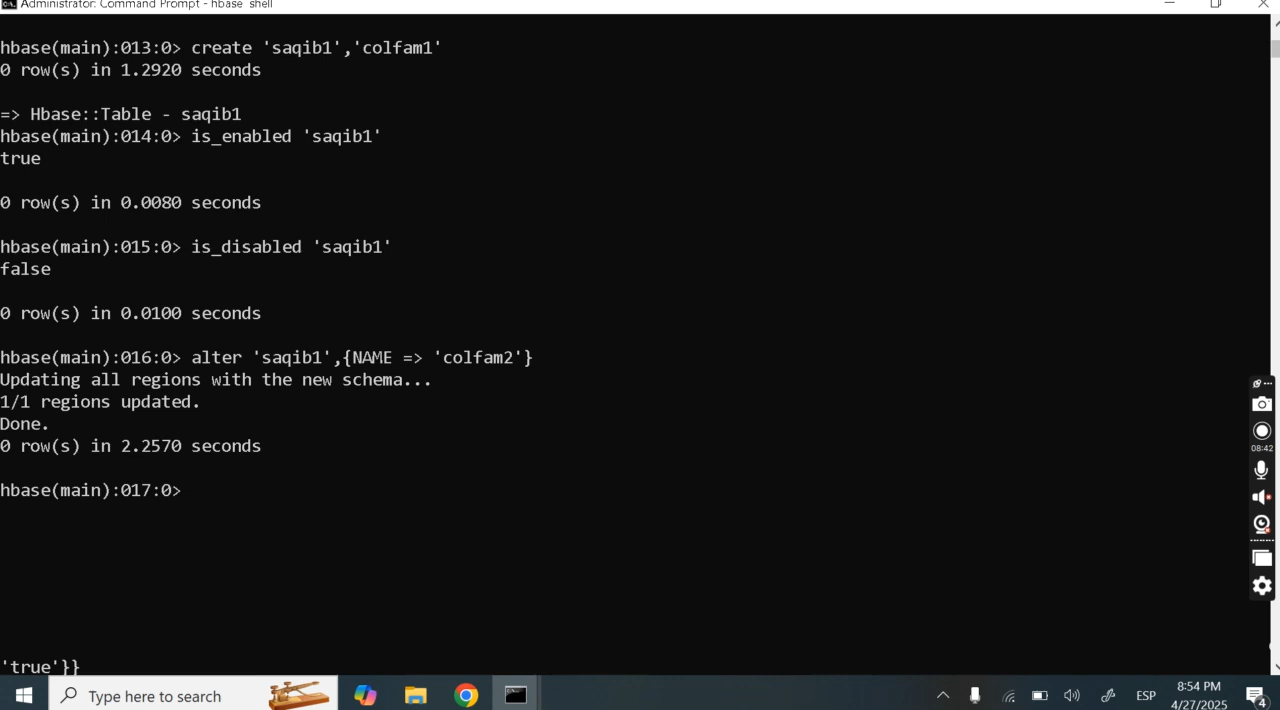 Administrator: Command Prompt - hbase shell
hbase(main):013:0> create 'saqib1','colfam1'
0 row(s) in 1.2920 seconds
=> Hbase::Table - saqib1
hbase(main):014:0> is_enabled 'saqib1'
true
0 row(s) in 0.0080 seconds
hbase(main):015:0> is_disabled 'saqib1'
false
0 row(s) in 0.0100 seconds
hbase(main):016:0> alter 'saqib1',{NAME => 'colfam2'}
Updating all regions with the new schema...
1/1 regions updated.
Done.
0 row(s) in 2.2570 seconds
hbase(main):017:0>
08:42
'true'}}
Type here to search
ESP
8:54 PM
4/27/2025
4